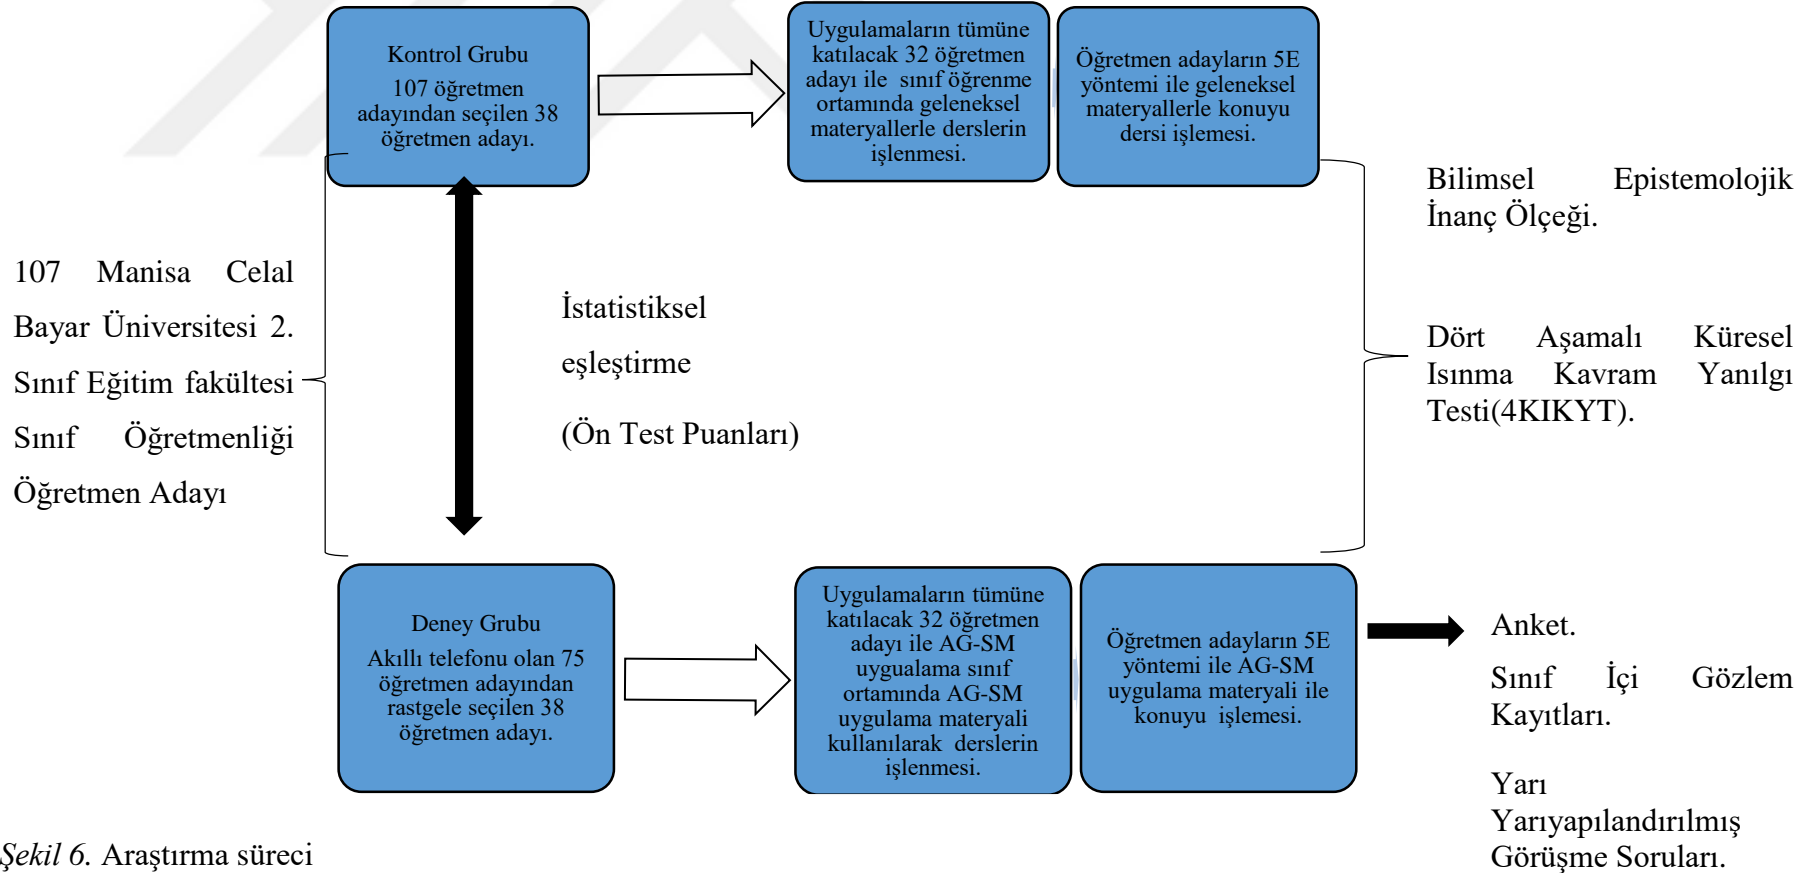 Kontrol Grubu
107 öğretmen
adayından seçilen 38
öğretmen adayı.
Uygulamaların tümüne
katılacak 32 öğretmen
adayı ile sınıf öğrenme
ortamında geleneksel
materyallerle derslerin
işlenmesi.
Öğretmen adayların 5E
yöntemi ile geleneksel
materyallerle konuyu
dersi işlemesi.
Bilimsel Epistemolojik
İnanç Ölçeği.
107 Manisa Celal
Bayar Üniversitesi 2.
Sınıf Eğitim fakültesi
Sınıf Öğretmenliği
Öğretmen Adayı
İstatistiksel
eşleştirme
(Ön Test Puanları)
Dört Aşamalı Küresel
Isınma Kavram Yanılgı
Testi(4KIKYT).
Deney Grubu
Akıllı telefonu olan 75
öğretmen adayından
rastgele seçilen 38
öğretmen adayı.
Uygulamaların tümüne
katılacak 32 öğretmen
adayı ile AG-SM
uygualama sınıf
ortamında AG-SM
uygulama materyali
kullanılarak derslerin
işlenmesi.
Öğretmen adayların 5E
yöntemi ile AG-SM
uygulama materyali ile
konuyu işlemesi.
Anket.
Sınıf İçi Gözlem
Kayıtları.
Yarı
Yarıyapılandırılmış
Görüşme Soruları.
Şekil 6. Araştırma süreci